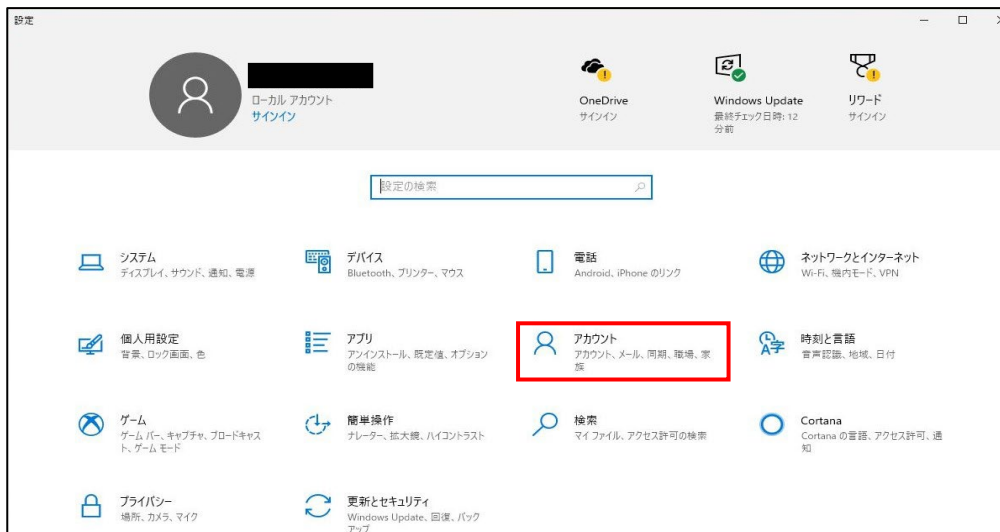 設定
ローカル アカウント
サインイン
OneDrive
サインイン
Windows Update
最終チェック日時: 12
分前
リワード
サインイン
設定の検索
システム
ディスプレイ、サウンド、通知、電源
デバイス
Bluetooth、プリンター、マウス
電話
Android、iPhone のリンク
ネットワークとインターネット
Wi-Fi、機内モード、VPN
個人用設定
背景、ロック画面、色
アプリ
アンインストール、既定値、オプション
の機能
アカウント
アカウント、メール、同期、職場、家
族
時刻と言語
音声認識、地域、日付
ゲーム
ゲーム バー、キャプチャ、ブロードキャス
ト、ゲーム モード
簡単操作
ナレーター、拡大鏡、ハイコントラスト
検索
マイ ファイル、アクセス許可の検索
Cortana
Cortana の言語、アクセス許可、通
知
プライバシー
場所、カメラ、マイク
更新とセキュリティ
Windows Update、回復、バック
アップ